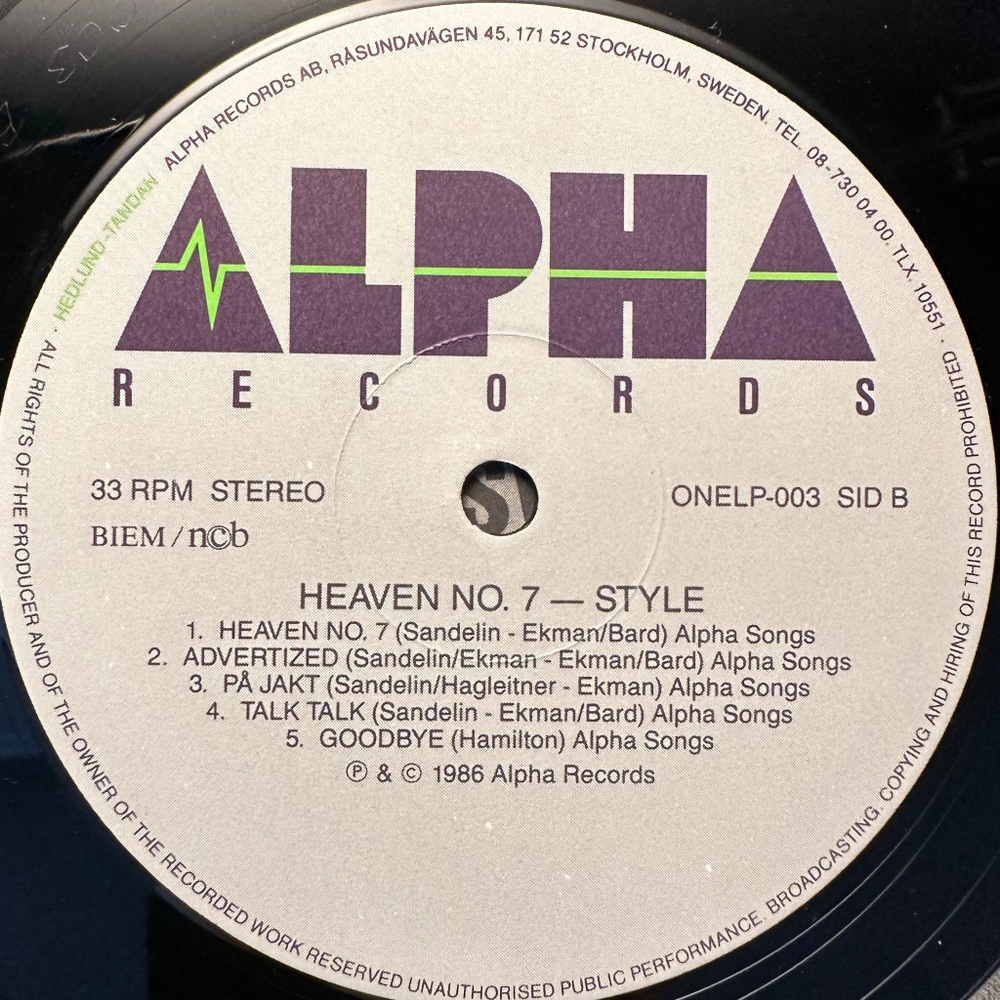 ALPHA RECORDS AB, RÅSUNDAVÄGEN 45, 171 52 STOCKHOLM, SWEDEN. TEL. 08-730 04 00. TLX. 10551 ·
HEDLUND-TANDAN
ALPHA
RECORDS
33 RPM STEREO
ONELP-003 SID B
BIEM / n©b
ST
HEAVEN NO. 7 — STYLE
1. HEAVEN NO. 7 (Sandelin - Ekman/Bard) Alpha Songs
2. ADVERTIZED (Sandelin/Ekman - Ekman/Bard) Alpha Songs
3. PÅ JAKT (Sandelin/Hagleitner - Ekman) Alpha Songs
4. TALK TALK (Sandelin - Ekman/Bard) Alpha Songs
5. GOODBYE (Hamilton) Alpha Songs
℗ & © 1986 Alpha Records
· ALL RIGHTS OF THE PRODUCER AND OF THE OWNER OF THE RECORDED WORK RESERVED UNAUTHORISED PUBLIC PERFORMANCE. BROADCASTING. COPYING AND HIRING OF THIS RECORD PROHIBITED